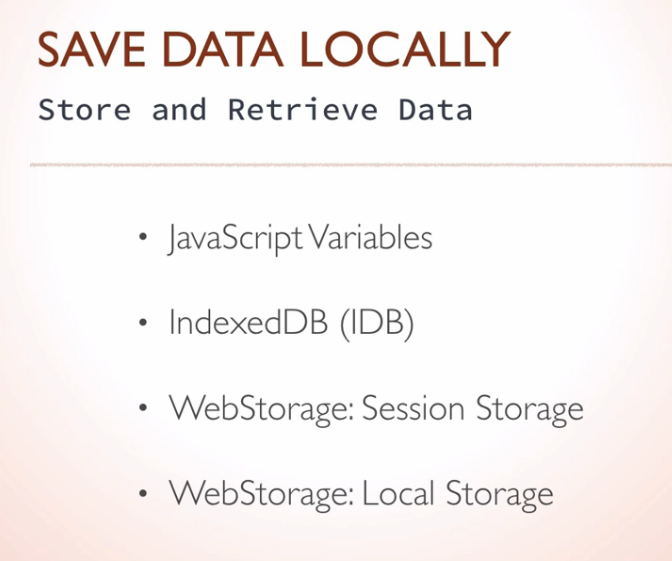 SAVE DATA LOCALLY
Store and Retrieve Data
• JavaScript Variables
• IndexedDB (IDB)
• WebStorage: Session Storage
• WebStorage: Local Storage